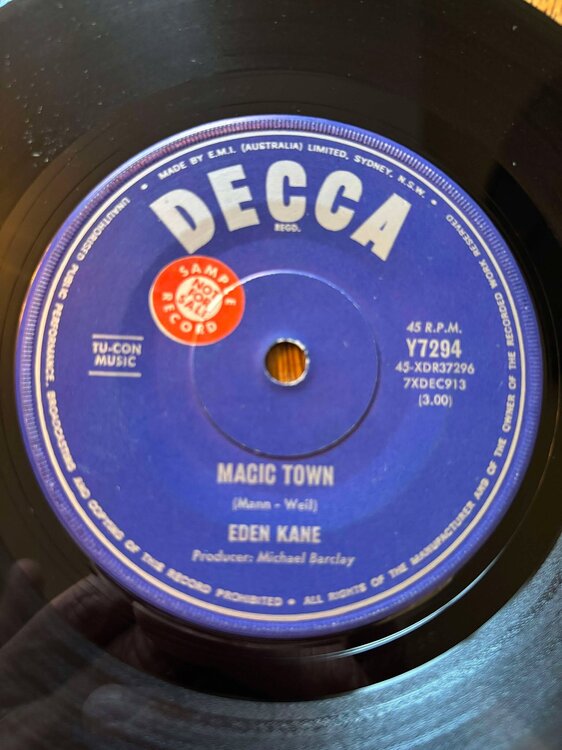 • MADE BY E.M.I. (AUSTRALIA) LIMITED, SYDNEY, N.S.W. •
DECCA
REGD.
SAMPLE
NOT
FOR
SALE
RECORD
TU-CON
MUSIC
45 R.P.M.
Y7294
45-XDR37296
7XDEC913
(3.00)
MAGIC TOWN
(Mann - Weil)
EDEN KANE
Producer: Michael Barclay
UNAUTHORISED PUBLIC PERFORMANCE, BROADCASTING AND COPYING OF THIS RECORD PROHIBITED • ALL RIGHTS OF THE MANUFACTURER AND OF THE OWNER OF THE RECORDED WORK RESERVED